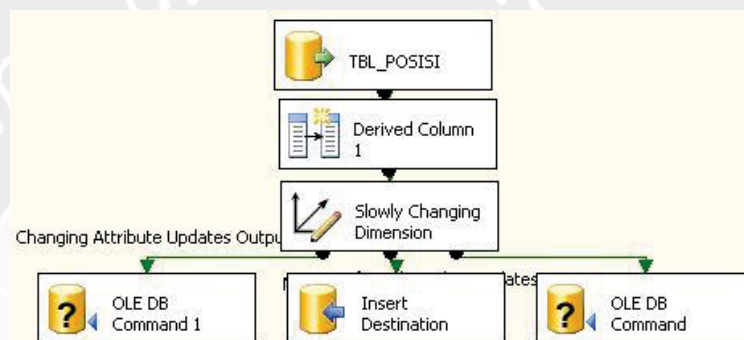 TBL_POSISI
Derived Column
1
Slowly Changing
Dimension
Changing Attribute Updates
OLE DB
Command 1
Insert
Destination
OLE DB
Command